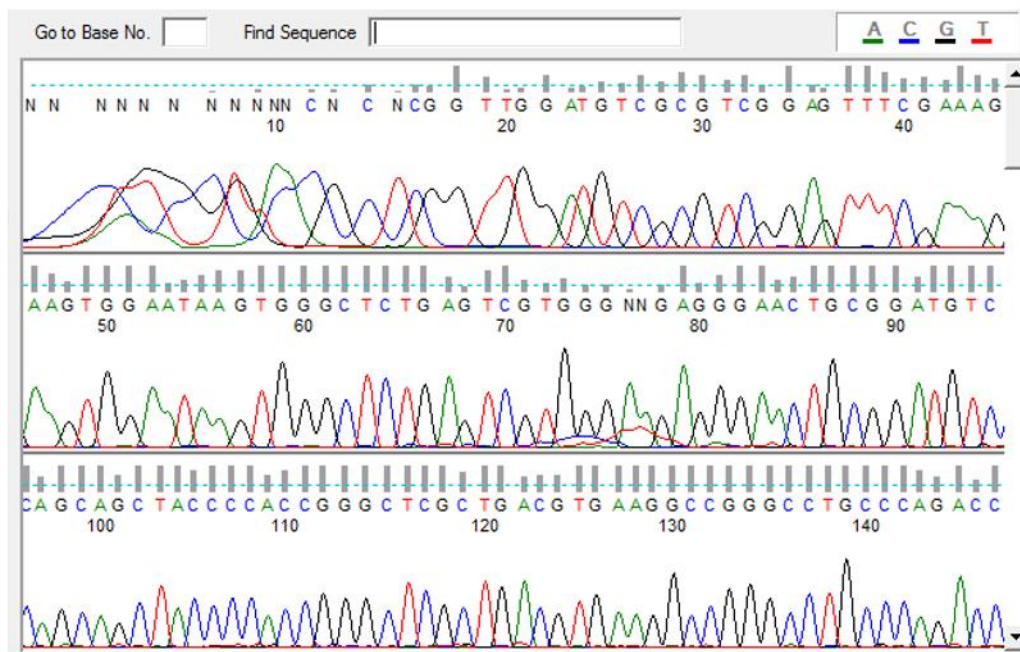 Go to Base No. Find Sequence A C G T
N N N N N N N N N N N C N C N C G G T T G G A T G T C G C G T C G G A G T T T C G A A A G
10 20 30 40
A A G T G G A A T A A G T G G G C T C T G A G T C G T G G G N N G A G G G A A C T G C G G A T G T C
50 60 70 80 90
C A G C A G C T A C C C C A C C G G G C T C G C T G A C G T G A A G G C C G G G C C T G C C C A G A C C
100 110 120 130 140